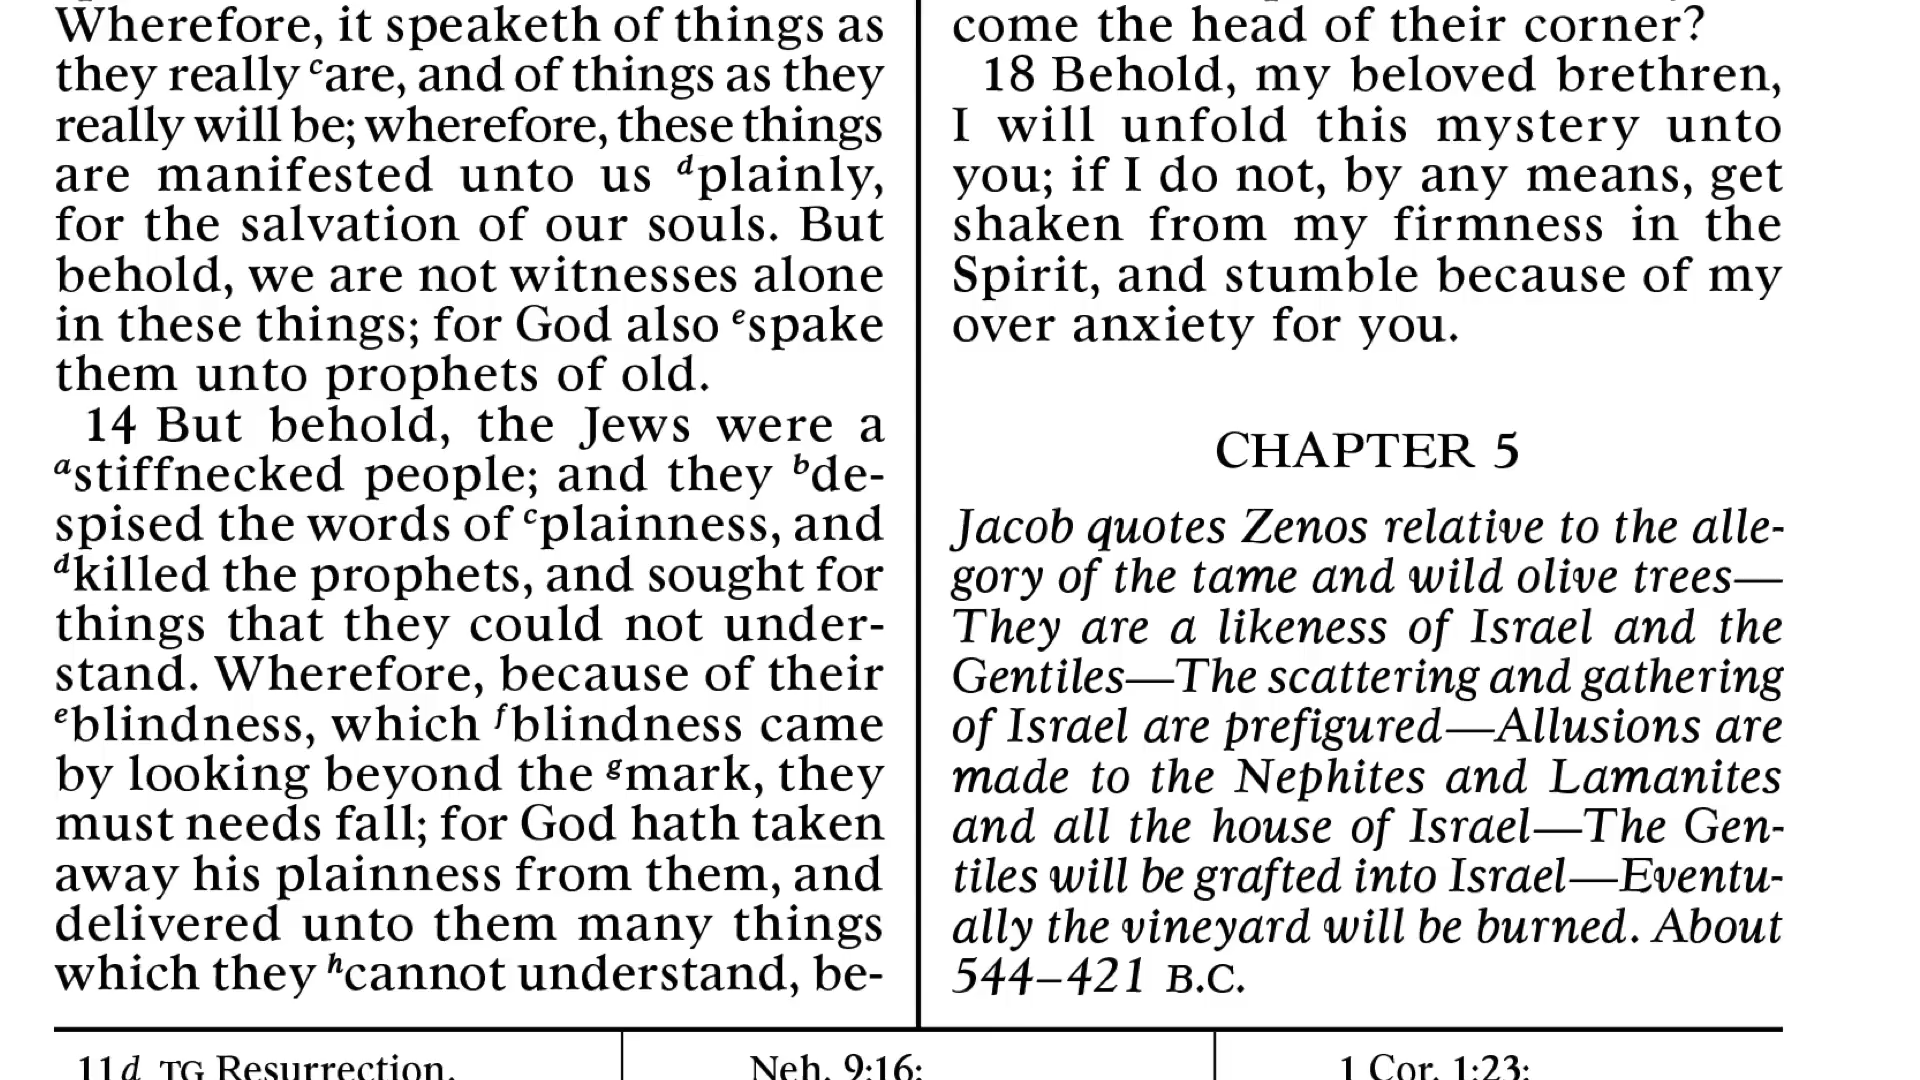 Wherefore, it speaketh of things as
they really ᶜare, and of things as they
really will be; wherefore, these things
are manifested unto us ᵈplainly,
for the salvation of our souls. But
behold, we are not witnesses alone
in these things; for God also ᵉspake
them unto prophets of old.
14 But behold, the Jews were a
ᵃstiffnecked people; and they ᵇde-
spised the words of ᶜplainness, and
ᵈkilled the prophets, and sought for
things that they could not under-
stand. Wherefore, because of their
ᵉblindness, which ᶠblindness came
by looking beyond the ᵍmark, they
must needs fall; for God hath taken
away his plainness from them, and
delivered unto them many things
which they ʰcannot understand, be-
come the head of their corner?
18 Behold, my beloved brethren,
I will unfold this mystery unto
you; if I do not, by any means, get
shaken from my firmness in the
Spirit, and stumble because of my
over anxiety for you.
CHAPTER 5
Jacob quotes Zenos relative to the alle-
gory of the tame and wild olive trees—
They are a likeness of Israel and the
Gentiles—The scattering and gathering
of Israel are prefigured—Allusions are
made to the Nephites and Lamanites
and all the house of Israel—The Gen-
tiles will be grafted into Israel—Eventu-
ally the vineyard will be burned. About
544–421 B.C.
11d TG Resurrection.
Neh. 9:16;
1 Cor. 1:23;